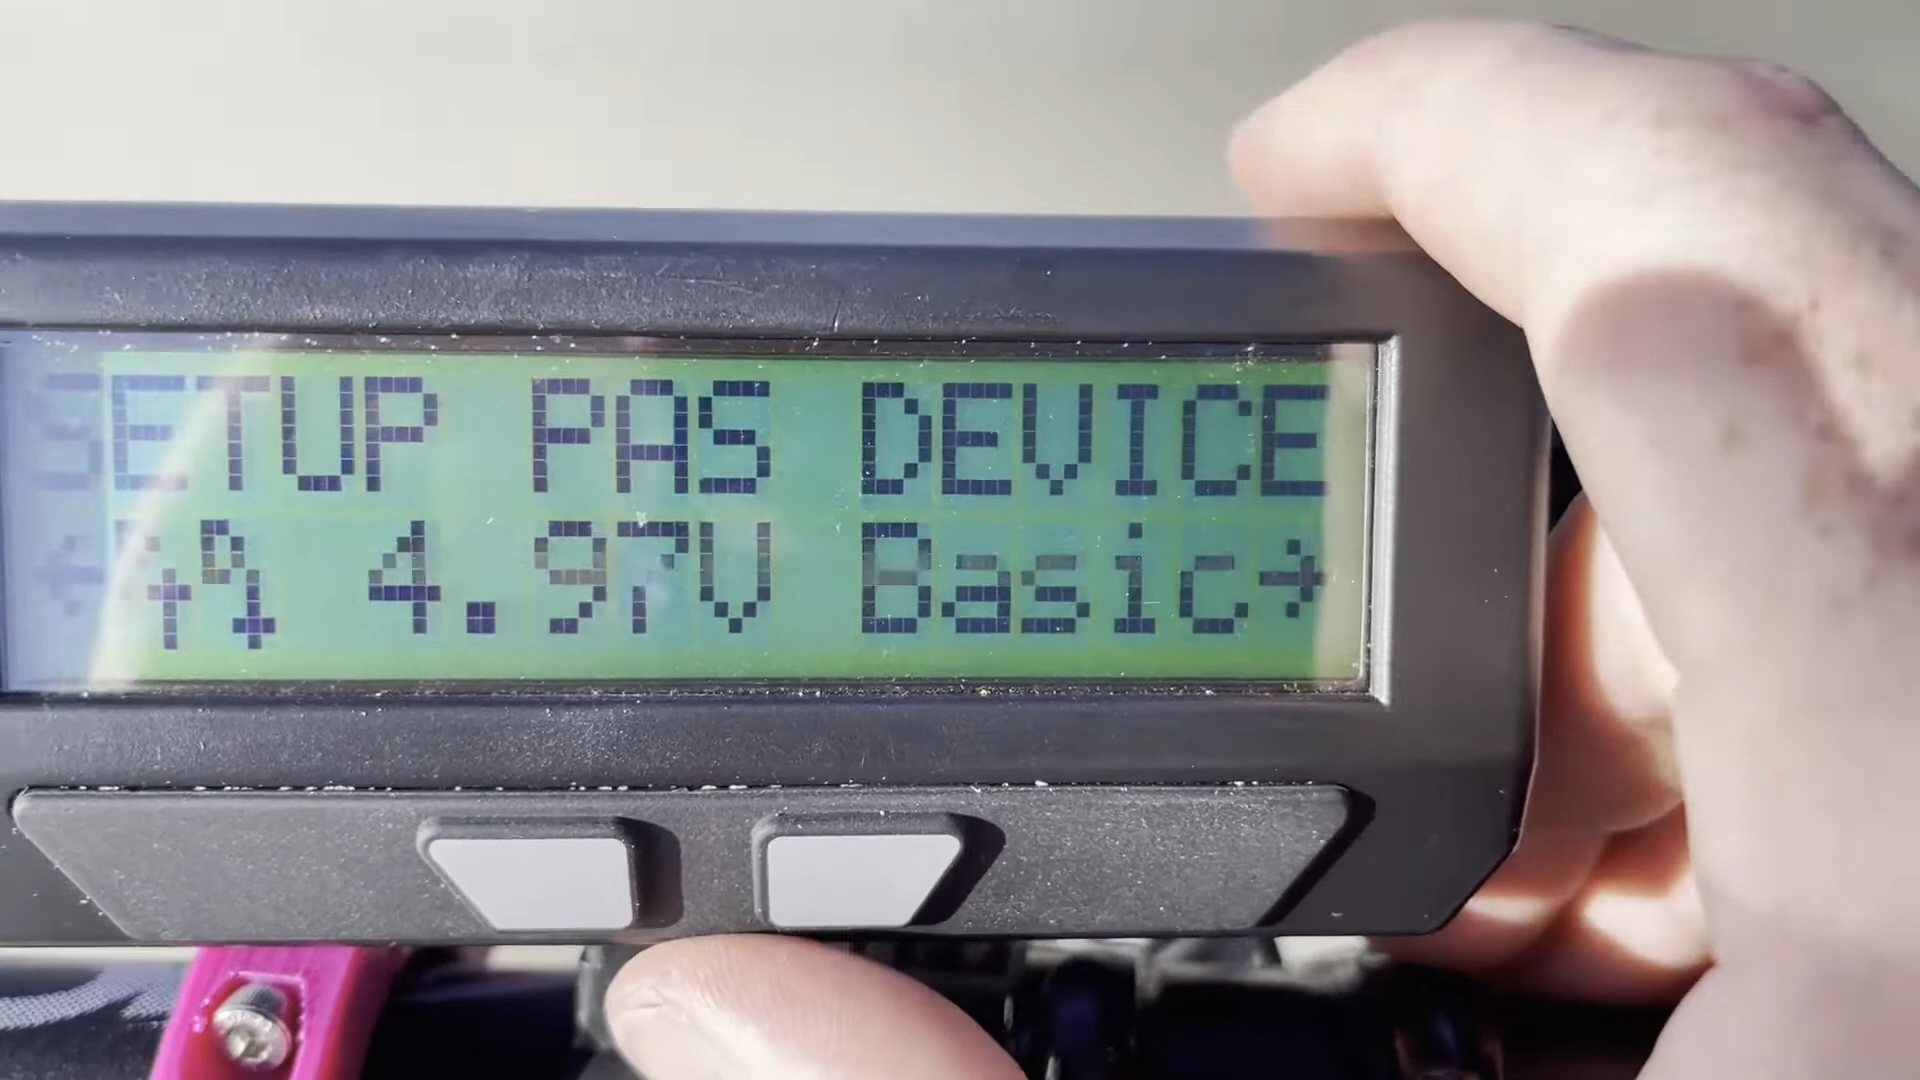 SETUP PAS DEVICE
← 4.97V Basic→